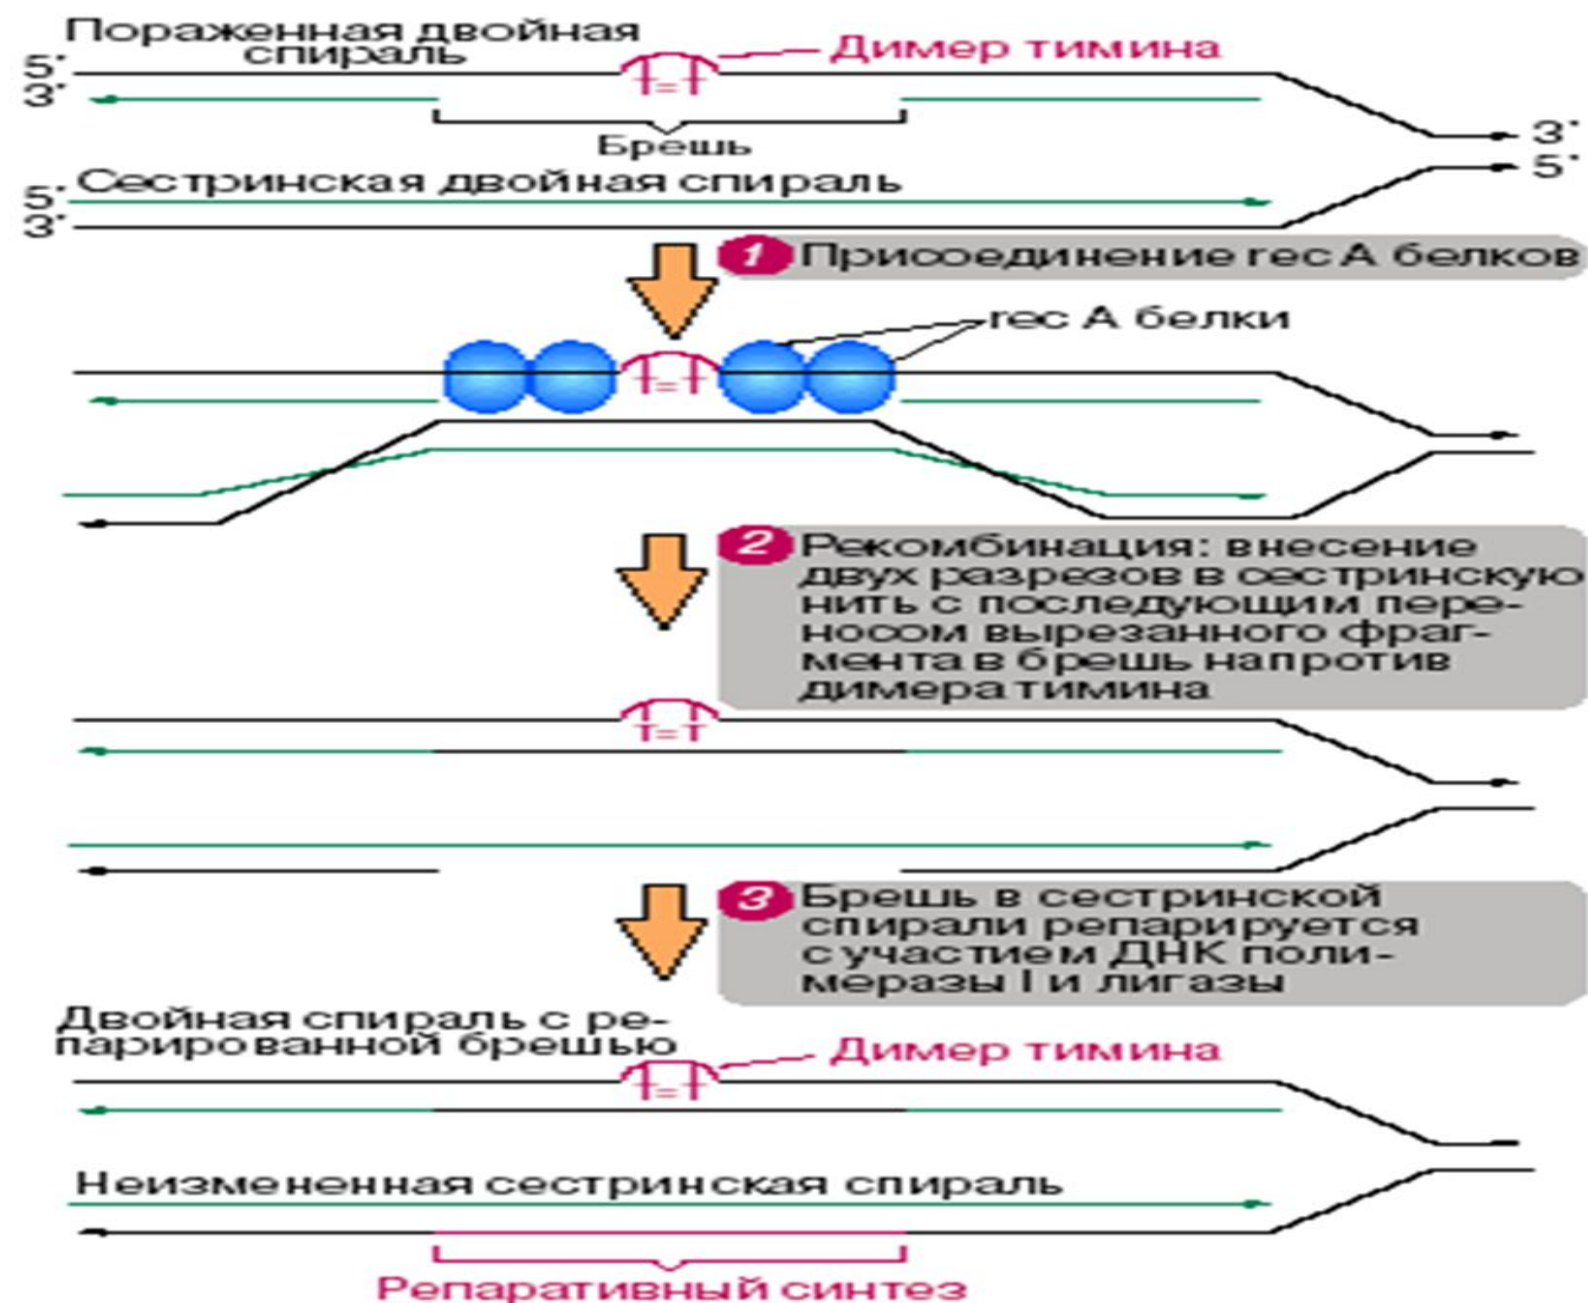 Пораженная двойная
спираль
Димер тимина
5'
3'
Т=Т
Брешь
3'
5'
Сестринская двойная спираль
5'
3'
1 Присоединение rec A белков
rec A белки
Т=Т
2 Рекомбинация: внесение
двух разрезов в сестринскую
нить с последующим пере-
носом вырезанного фраг-
мента в брешь напротив
димера тимина
Т=Т
3 Брешь в сестринской
спирали репарируется
с участием ДНК поли-
меразы I и лигазы
Двойная спираль с ре-
парированной брешью
Димер тимина
Т=Т
Неизмененная сестринская спираль
Репаративный синтез